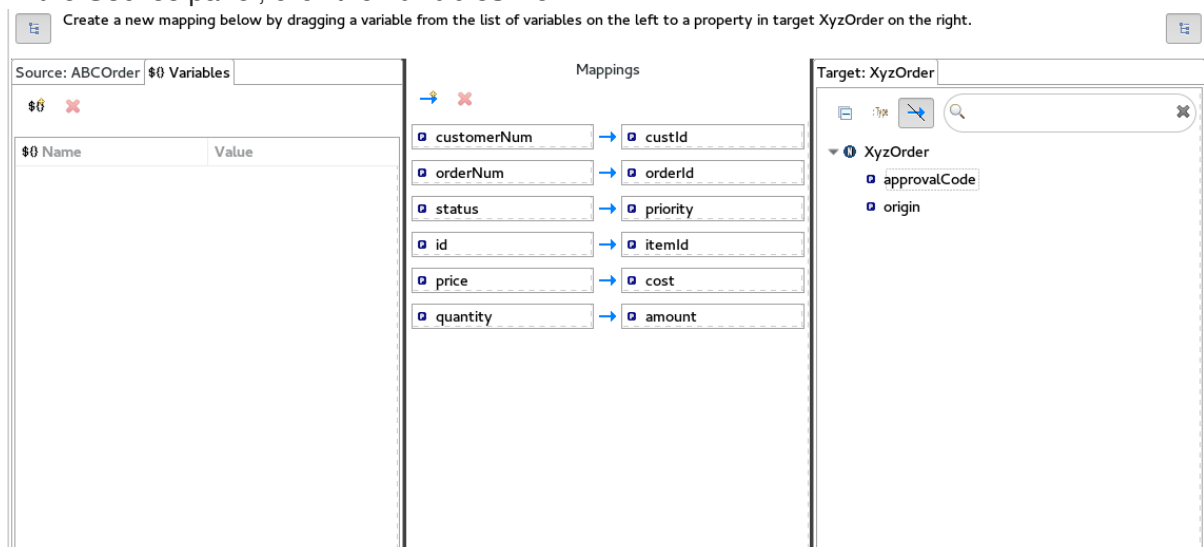 Create a new mapping below by dragging a variable from the list of variables on the left to a property in target XyzOrder on the right.
Source: ABCOrder
${} Variables
Mappings
Target: XyzOrder
${}
: Type
${} Name
Value
customerNum
custId
orderNum
orderId
status
priority
id
itemId
price
cost
quantity
amount
XyzOrder
approvalCode
origin